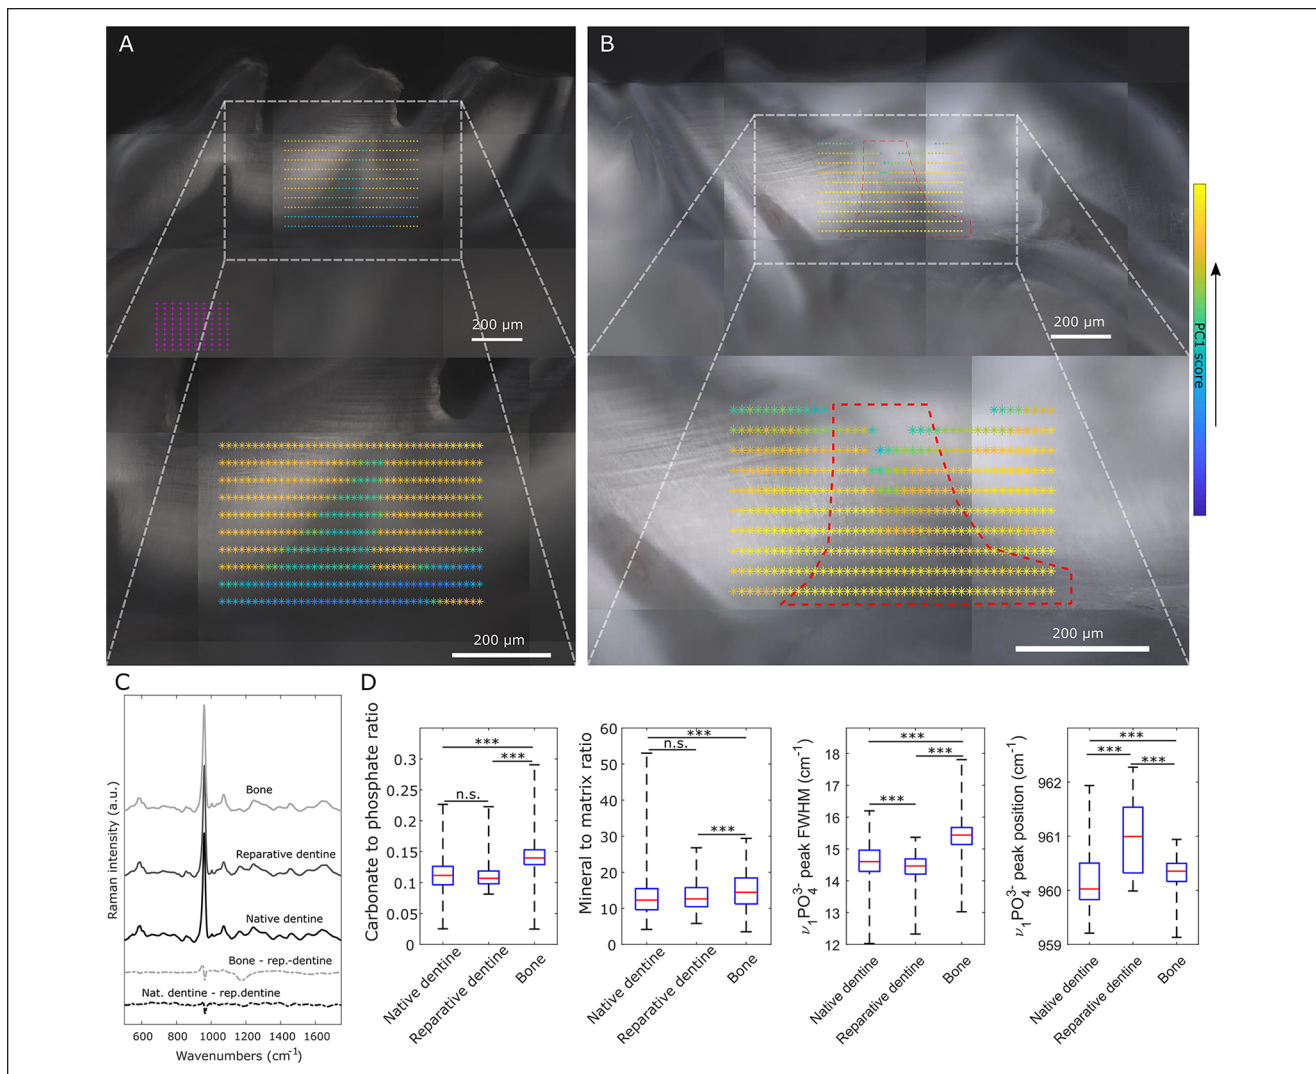 A
B
200 µm
200 µm
PC1 score
200 µm
200 µm
C
D
Raman intensity (a.u.)
Bone
Reparative dentine
Native dentine
Bone - rep.-dentine
Nat. dentine - rep.dentine
600 800 1000 1200 1400 1600
Wavenumbers (cm⁻¹)
Carbonate to phosphate ratio
0.3
0.25
0.2
0.15
0.1
0.05
0
***
***
n.s.
Native dentine
Reparative dentine
Bone
Mineral to matrix ratio
60
50
40
30
20
10
0
***
n.s.
***
Native dentine
Reparative dentine
Bone
ν₁PO₄³⁻ peak FWHM (cm⁻¹)
18
17
16
15
14
13
12
***
***
***
Native dentine
Reparative dentine
Bone
ν₁PO₄³⁻ peak position (cm⁻¹)
962
961
960
959
***
***
***
Native dentine
Reparative dentine
Bone